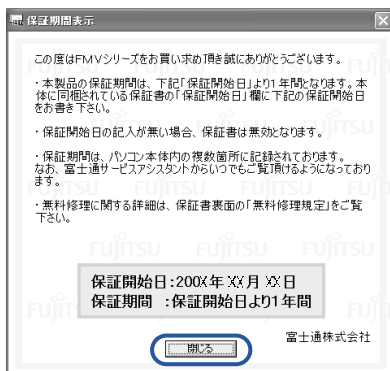 保証期間表示
この度はFMVシリーズをお買い求め頂き誠にありがとうございます。
・本製品の保証期間は、下記「保証開始日」より1年間となります。本
体に同梱されている保証書の「保証開始日」欄に下記の保証開始日
をお書き下さい。
・保証開始日の記入が無い場合、保証書は無効となります。
・保証期間は、パソコン本体内の複数箇所に記録されております。
なお、富士通サービスアシスタントからいつでもご覧頂けるようになっており
ます。
・無料修理に関する詳細は、保証書裏面の「無料修理規定」をご覧
下さい。
保証開始日:200X年 XX月 XX日
保証期間 :保証開始日より1年間
富士通株式会社
閉じる